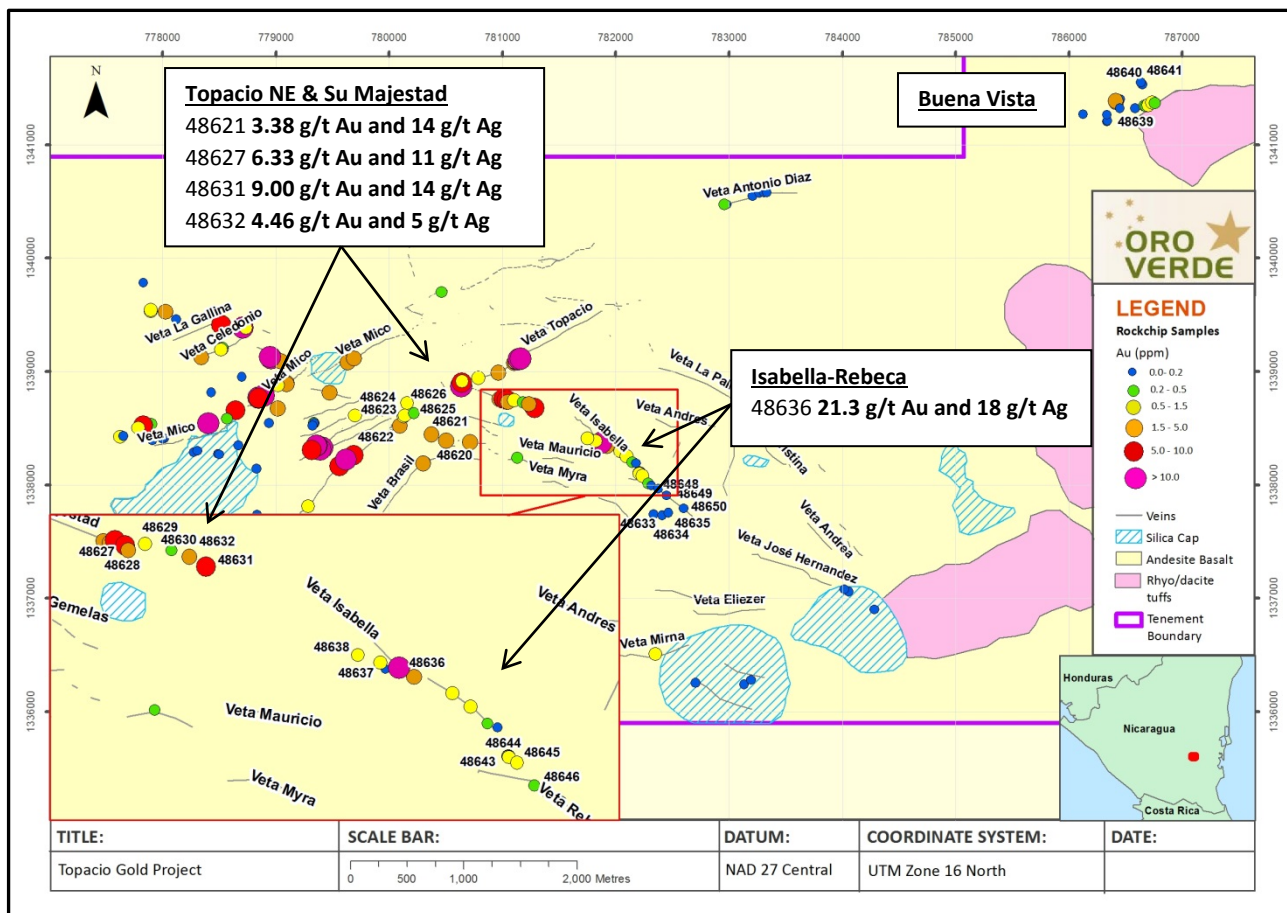 778000 779000 780000 781000 782000 783000 784000 785000 786000 787000
N
Topacio NE & Su Majestad
48621 3.38 g/t Au and 14 g/t Ag
48627 6.33 g/t Au and 11 g/t Ag
48631 9.00 g/t Au and 14 g/t Ag
48632 4.46 g/t Au and 5 g/t Ag
Buena Vista
48640 48641
48639
1341000 1341000
Veta Antonio Diaz
1340000 1340000
ORO
VERDE
Veta La Gallina
Veta Celedonio
Veta Mico
Veta Topacio
Veta Mico
1339000 1339000
Veta La
Isabella-Rebeca
48636 21.3 g/t Au and 18 g/t Ag
48624
48626
48623
48625
48621
48622
48620
Veta Mico
Veta Brasil
Veta Isabella
Veta Andres
Veta Mauricio
Veta Myra
1338000 1338000
48648
48649
48650
48633
48635
48634
Veta Andrea
Veta José Hernandez
Veta Eliezer
Veta Mirna
1337000 1337000
1336000 1336000
48629
48630
48632
48627
48631
48628
Gemelas
Veta Isabella
Veta Andres
48638
48636
48637
Veta Mauricio
48644
48645
48643
48646
Veta Myra
Veta
LEGEND
Rockchip Samples
Au (ppm)
0.0- 0.2
0.2 - 0.5
0.5 - 1.5
1.5 - 5.0
5.0 - 10.0
> 10.0
Veins
Silica Cap
Andesite Basalt
Rhyo/dacite
tuffs
Tenement
Boundary
Honduras
Nicaragua
Costa Rica
TITLE: SCALE BAR: DATUM: COORDINATE SYSTEM: DATE:
Topacio Gold Project 0 500 1,000 2,000 Metres NAD 27 Central UTM Zone 16 North